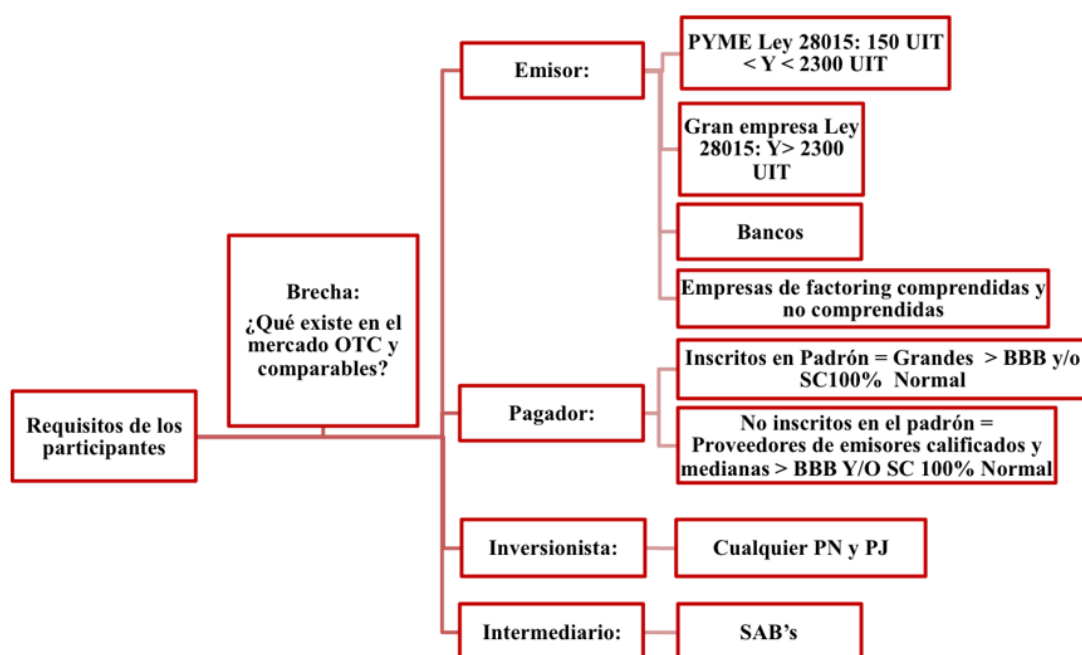 Requisitos de los
participantes
Brecha:
¿Qué existe en el
mercado OTC y
comparables?
Emisor:
PYME Ley 28015: 150 UIT
< Y < 2300 UIT
Gran empresa Ley
28015: Y> 2300
UIT
Bancos
Empresas de factoring comprendidas y
no comprendidas
Pagador:
Inscritos en Padrón = Grandes > BBB y/o
SC100% Normal
No inscritos en el padrón =
Proveedores de emisores calificados y
medianas > BBB Y/O SC 100% Normal
Inversionista:
Cualquier PN y PJ
Intermediario:
SAB's